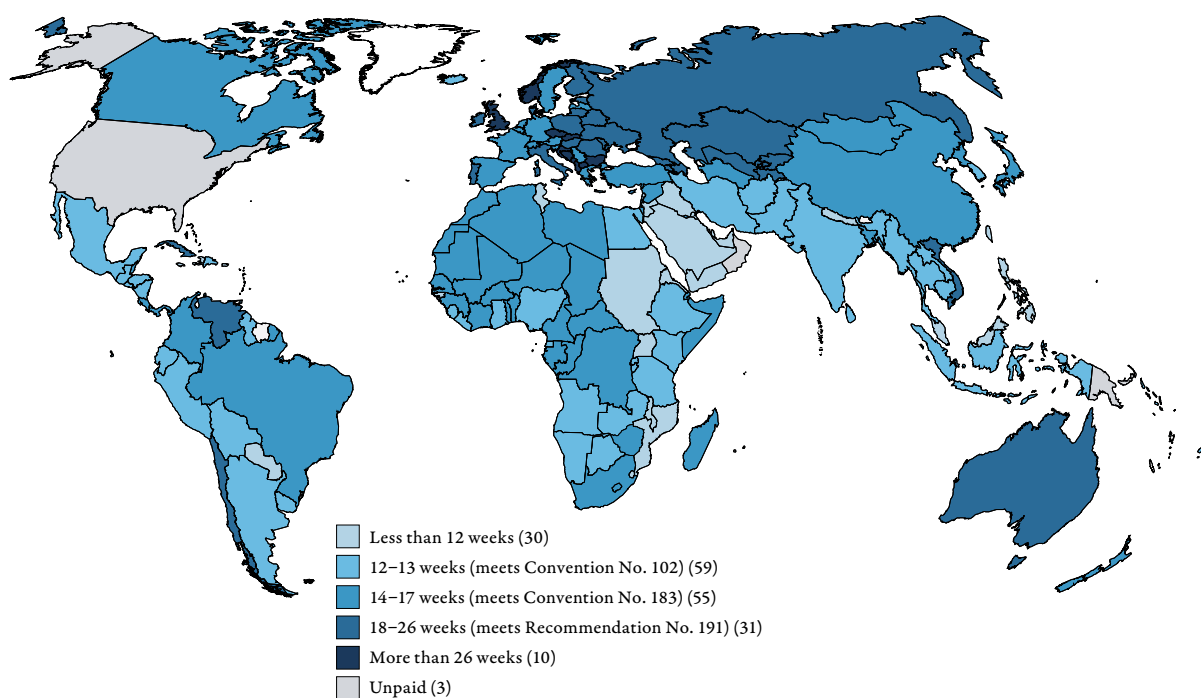 Less than 12 weeks (30)
12–13 weeks (meets Convention No. 102) (59)
14–17 weeks (meets Convention No. 183) (55)
18–26 weeks (meets Recommendation No. 191) (31)
More than 26 weeks (10)
Unpaid (3)